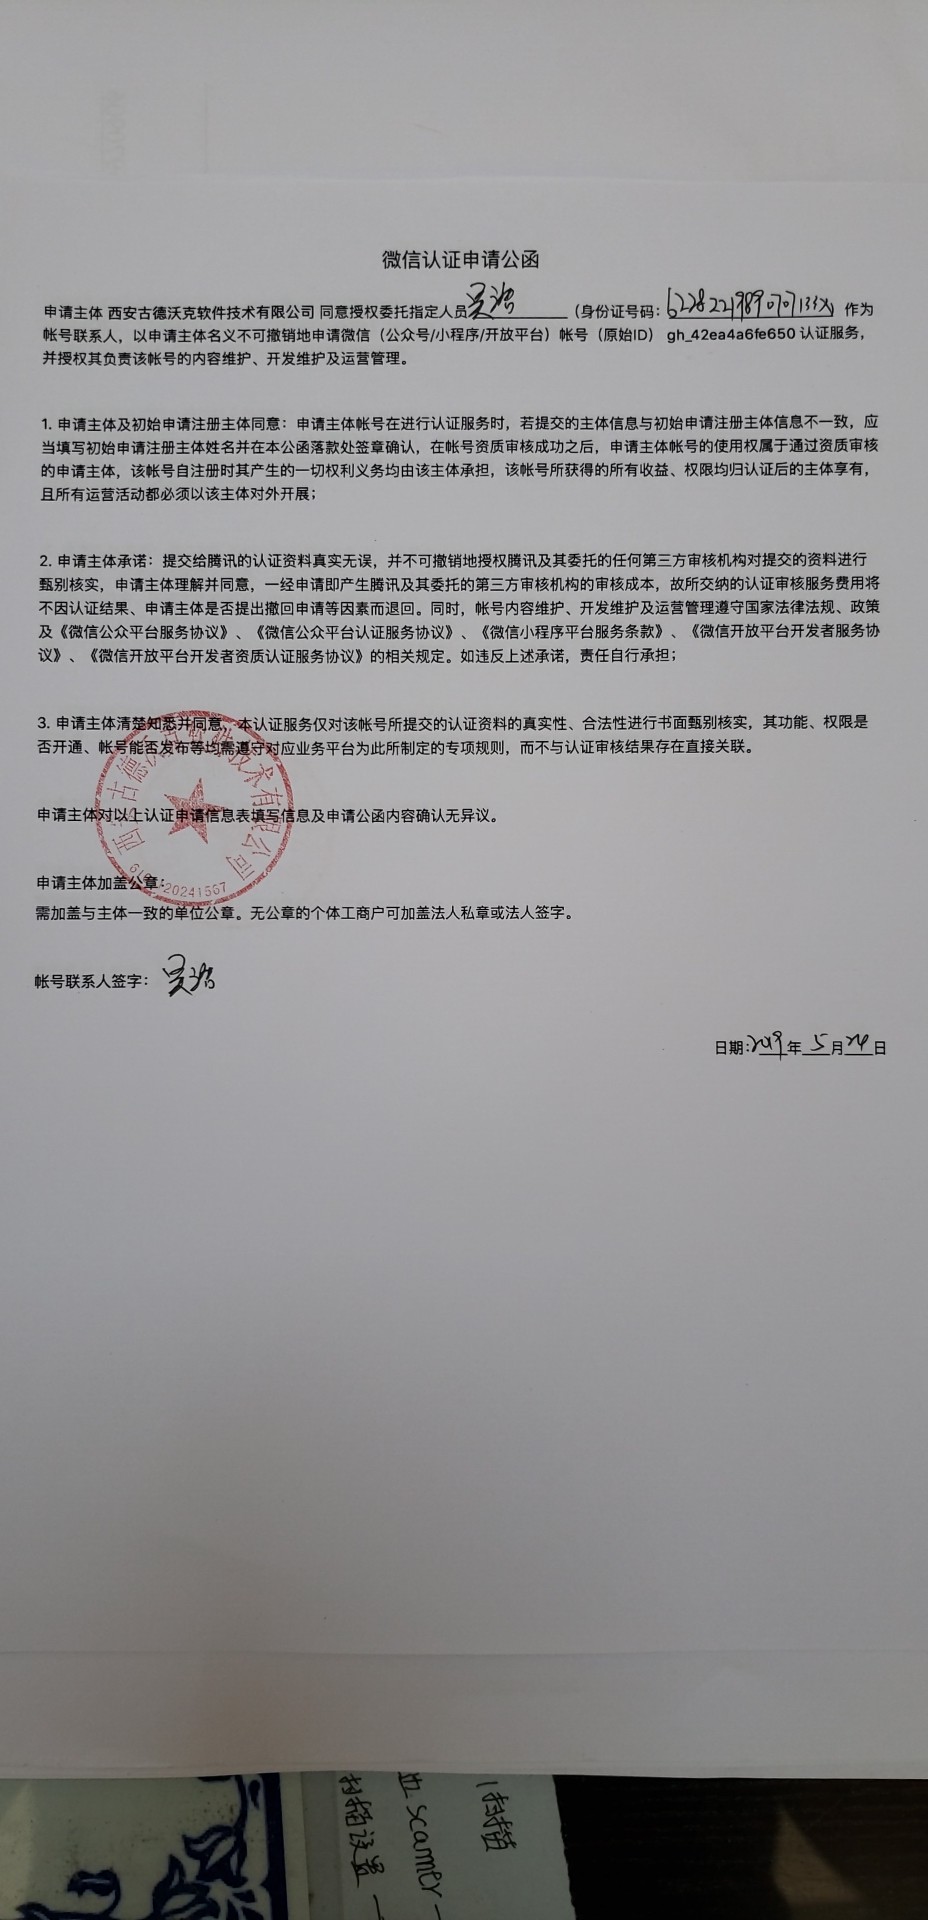 微信认证申请公函
申请主体 西安古德沃克软件技术有限公司 同意授权委托指定人员 (身份证号码: 62282219890707133X) 作为
帐号联系人，以申请主体名义不可撤销地申请微信（公众号/小程序/开放平台）帐号（原始ID） gh_42ea4a6fe650 认证服务，
并授权其负责该帐号的内容维护、开发维护及运营管理。
1. 申请主体及初始申请注册主体同意：申请主体帐号在进行认证服务时，若提交的主体信息与初始申请注册主体信息不一致，应
当填写初始申请注册主体姓名并在本公函落款处签章确认，在帐号资质审核成功之后，申请主体帐号的使用权属于通过资质审核
的申请主体，该帐号自注册时其产生的一切权利义务均由该主体承担，该帐号所获得的所有收益、权限均归认证后的主体享有，
且所有运营活动都必须以该主体对外开展；
2. 申请主体承诺：提交给腾讯的认证资料真实无误，并不可撤销地授权腾讯及其委托的任何第三方审核机构对提交的资料进行
甄别核实，申请主体理解并同意，一经申请即产生腾讯及其委托的第三方审核机构的审核成本，故所交纳的认证审核服务费用将
不因认证结果、申请主体是否提出撤回申请等因素而退回。同时，帐号内容维护、开发维护及运营管理遵守国家法律法规、政策
及《微信公众平台服务协议》、《微信公众平台认证服务协议》、《微信小程序平台服务条款》、《微信开放平台开发者服务协
议》、《微信开放平台开发者资质认证服务协议》的相关规定。如违反上述承诺，责任自行承担；
3. 申请主体清楚知悉并同意，本认证服务仅对该帐号所提交的认证资料的真实性、合法性进行书面甄别核实，其功能、权限是
否开通、帐号能否发布等均需遵守对应业务平台为此所制定的专项规则，而不与认证审核结果存在直接关联。
西安古德沃克软件技术有限公司
申请主体对以上认证申请信息表填写信息及申请公函内容确认无异议。
20241567
申请主体加盖公章：
需加盖与主体一致的单位公章。无公章的个体工商户可加盖法人私章或法人签字。
帐号联系人签字：
日期:2019年5月24日
扫描
scanner
扫描设置